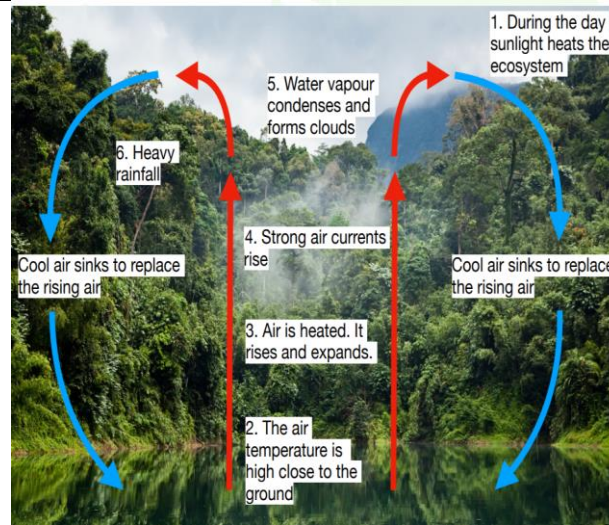 1. During the day
sunlight heats the
ecosystem
5. Water vapour
condenses and
forms clouds
6. Heavy
rainfall
4. Strong air currents
rise
Cool air sinks to replace
the rising air
Cool air sinks to replace
the rising air
3. Air is heated. It
rises and expands.
2. The air
temperature is
high close to the
ground